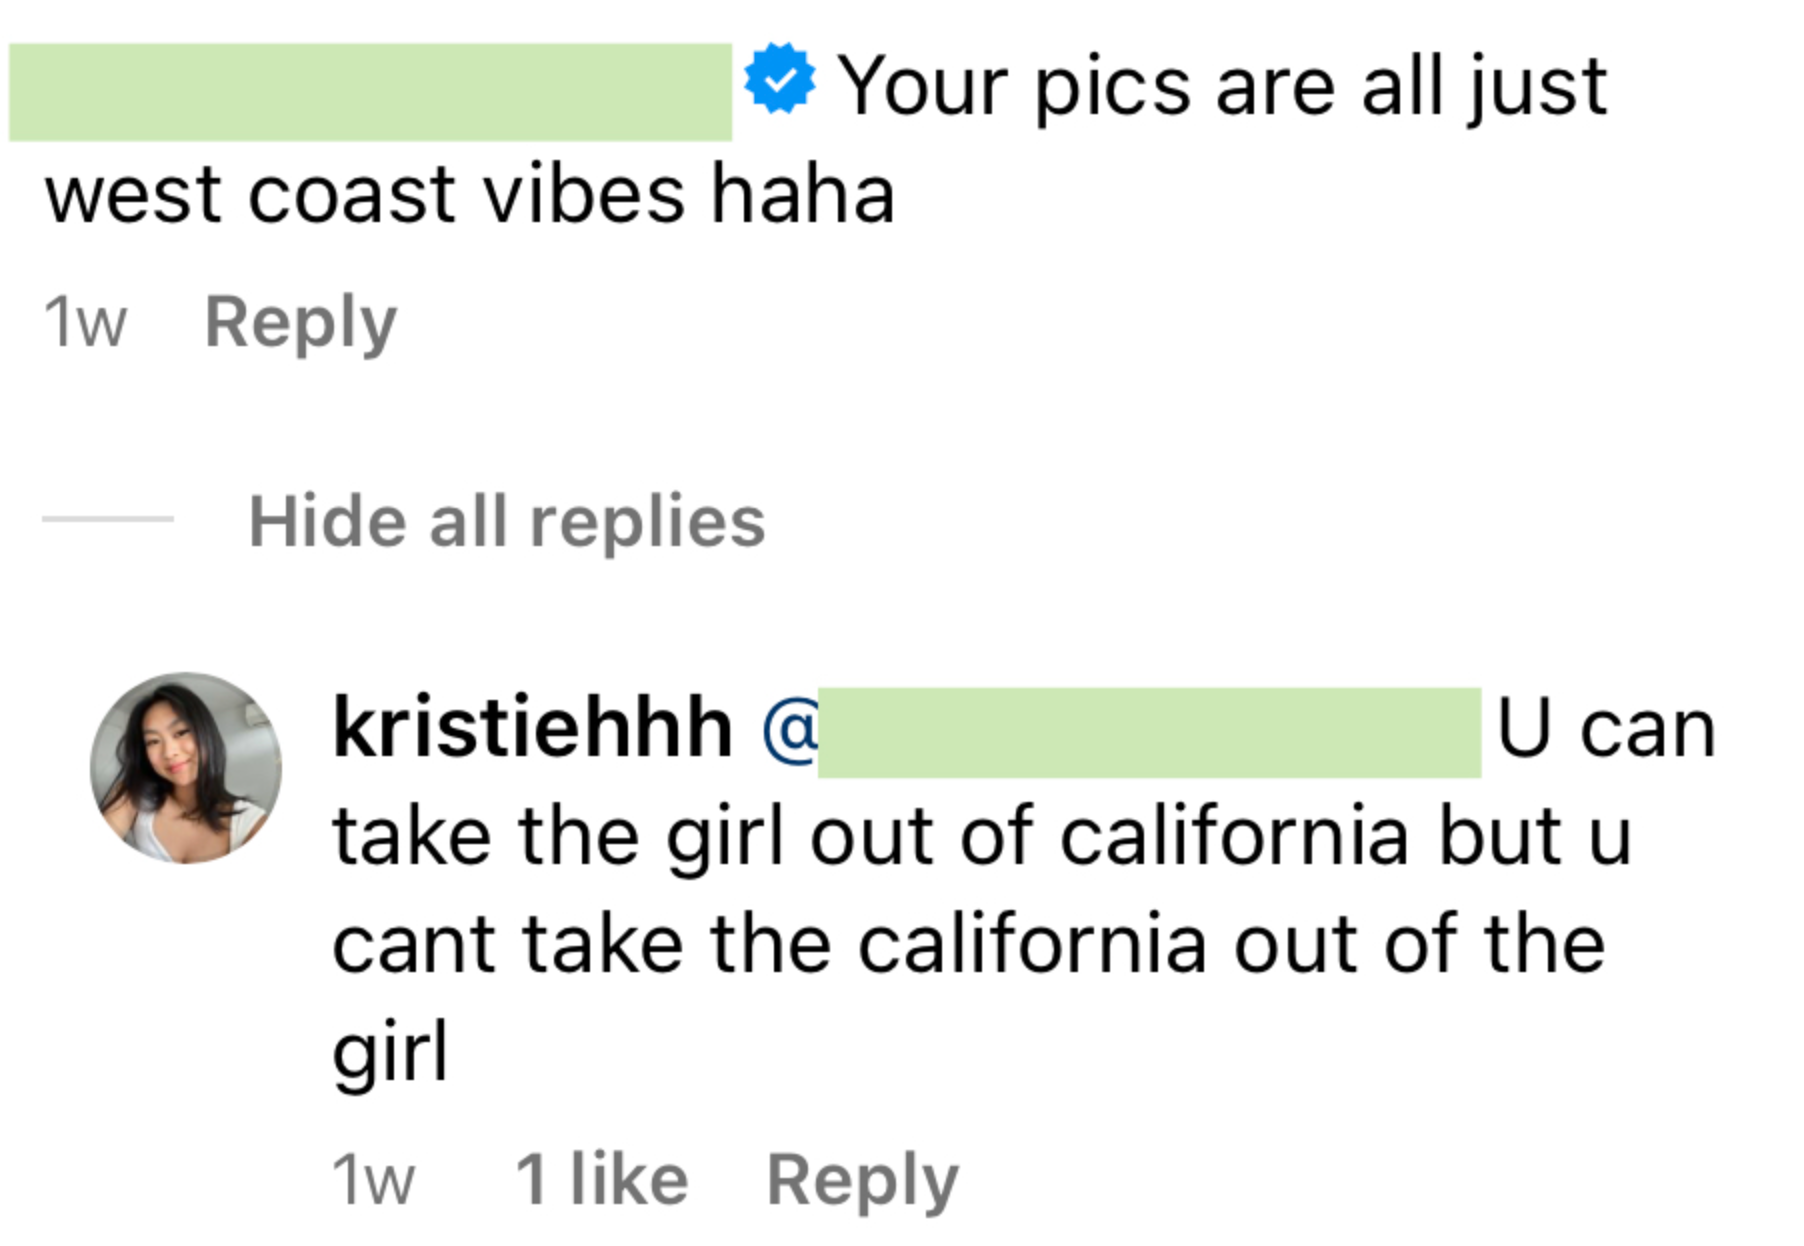 Your pics are all just
west coast vibes haha
1w Reply
Hide all replies
kristiehhh @ U can
take the girl out of california but u
cant take the california out of the
girl
1w 1 like Reply